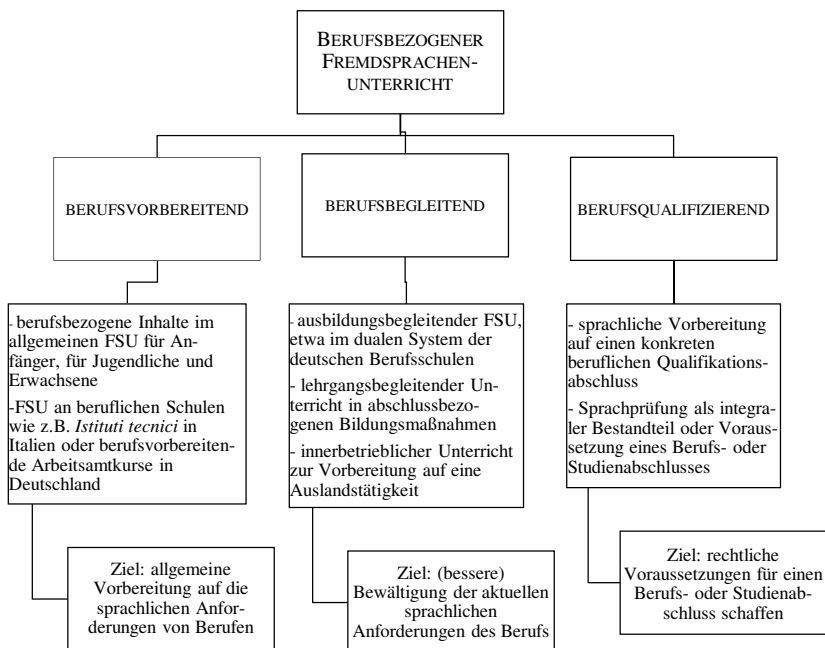 BERUFSBEZOGENER
FREMDSPRACHEN-
UNTERRICHT
BERUFSVORBEREITEND
BERUFSBEGLEITEND
BERUFSQUALIFIZIEREND
- berufsbezogene Inhalte im
allgemeinen FSU für An-
fänger, für Jugendliche und
Erwachsene
-FSU an beruflichen Schulen
wie z.B. Istituti tecnici in
Italien oder berufsvorbereiten-
de Arbeitsamtkurse in
Deutschland
- ausbildungsbegleitender FSU,
etwa im dualen System der
deutschen Berufsschulen
- lehrgangsbegleitender Un-
terricht in abschlussbezo-
genen Bildungsmaßnahmen
- innerbetrieblicher Unterricht
zur Vorbereitung auf eine
Auslandstätigkeit
- sprachliche Vorbereitung
auf einen konkreten
beruflichen Qualifikations-
abschluss
- Sprachprüfung als integra-
ler Bestandteil oder Voraus-
setzung eines Berufs- oder
Studienabschlusses
Ziel: allgemeine
Vorbereitung auf die
sprachlichen Anfor-
derungen von Berufen
Ziel: (bessere)
Bewältigung der aktuellen
sprachlichen
Anforderungen des Berufs
Ziel: rechtliche
Voraussetzungen für einen
Berufs- oder Studienab-
schluss schaffen